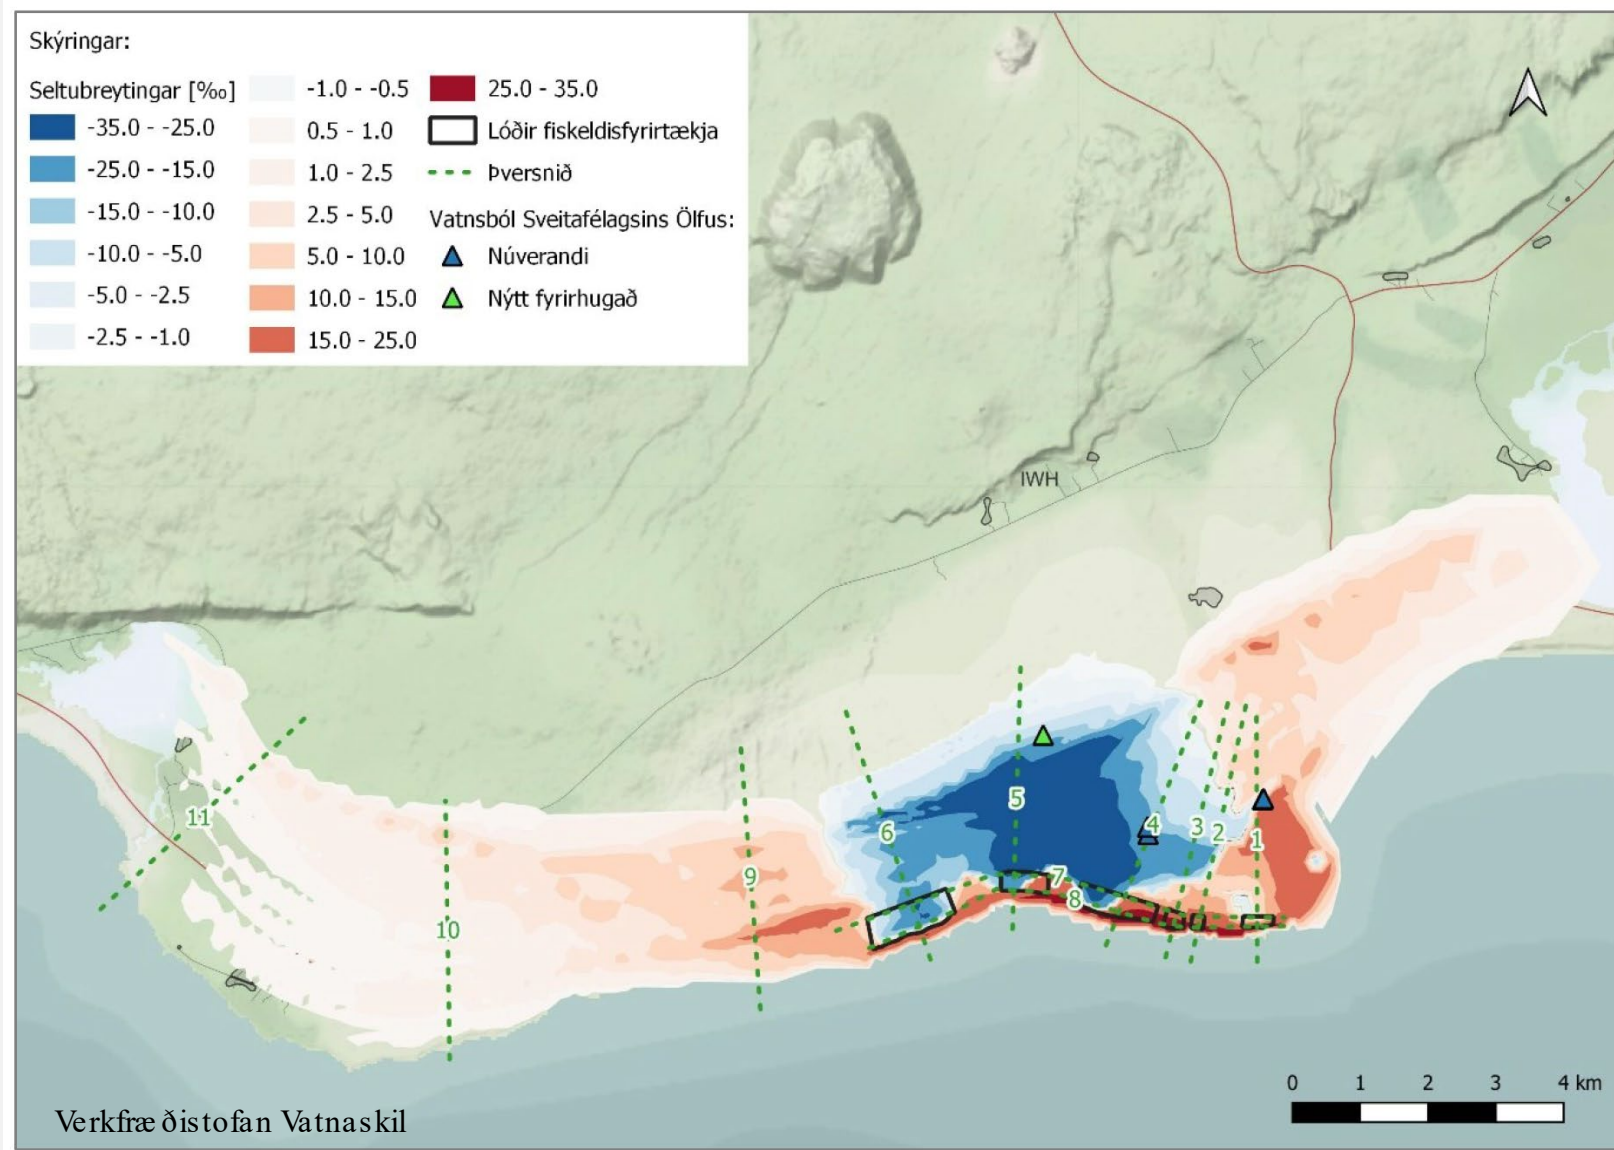 Skýringar:
Seltubreytingar [‰]
-35.0 - -25.0
-25.0 - -15.0
-15.0 - -10.0
-10.0 - -5.0
-5.0 - -2.5
-2.5 - -1.0
-1.0 - -0.5
0.5 - 1.0
1.0 - 2.5
2.5 - 5.0
5.0 - 10.0
10.0 - 15.0
15.0 - 25.0
25.0 - 35.0
Lóðir fiskeldisfyrirtækja
Þversnið
Vatnsból Sveitafélagsins Ölfus:
Núverandi
Nýtt fyrirhugað
IWH
11
10
9
6
5
7
8
4
3
2
1
0 1 2 3 4 km
Verkfræðistofan Vatnaskil